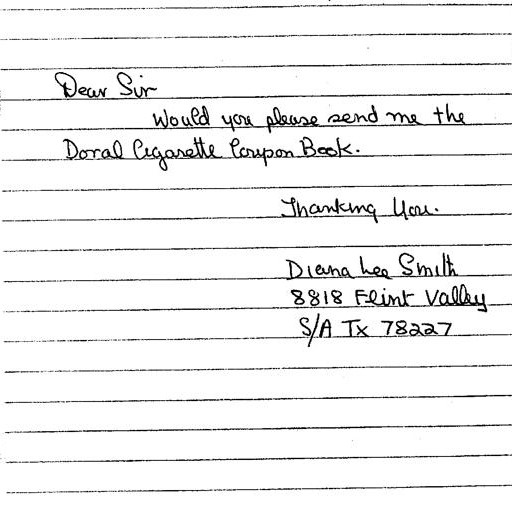 Dear Sir
Would you please send me the
Doral Cigarette Coupon Book.
Thanking You.
Diana Lee Smith
8818 Flint Valley
S/A Tx 78227